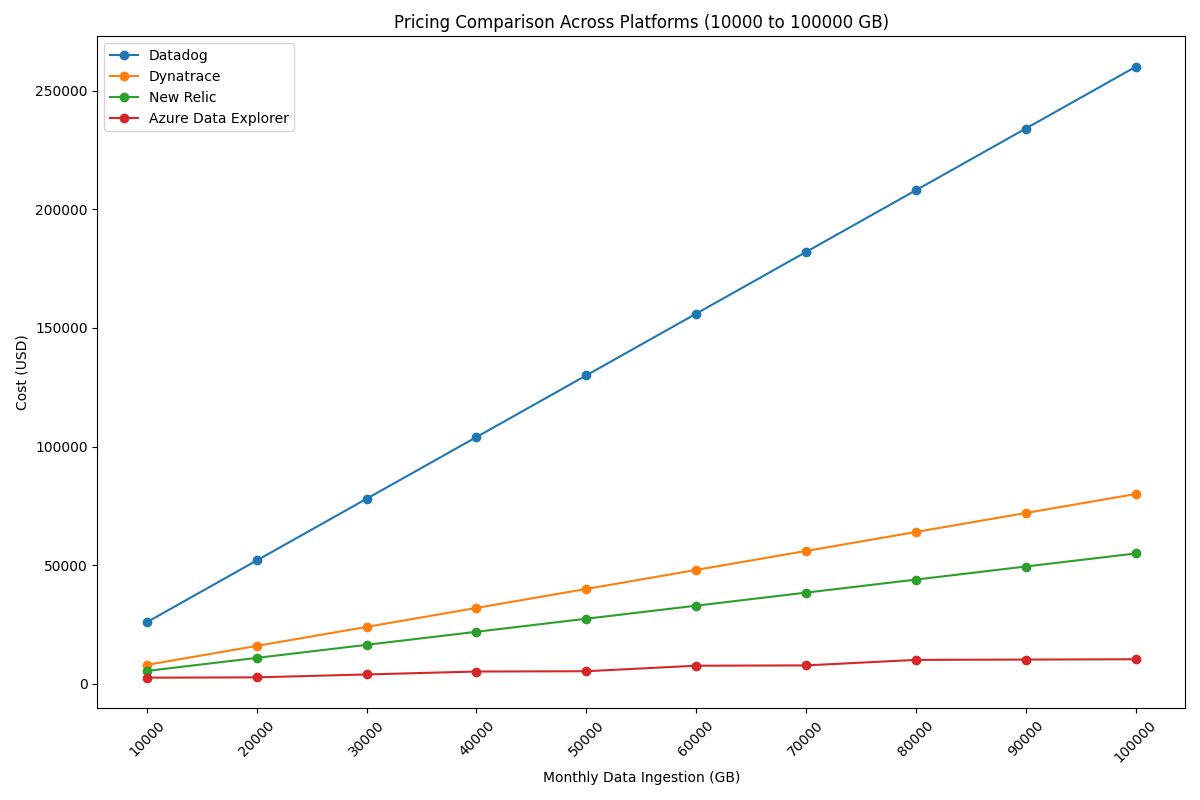 Pricing Comparison Across Platforms (10000 to 100000 GB)
Datadog
Dynatrace
New Relic
Azure Data Explorer
250000
200000
150000
100000
50000
0
Cost (USD)
10000
20000
30000
40000
50000
60000
70000
80000
90000
100000
Monthly Data Ingestion (GB)